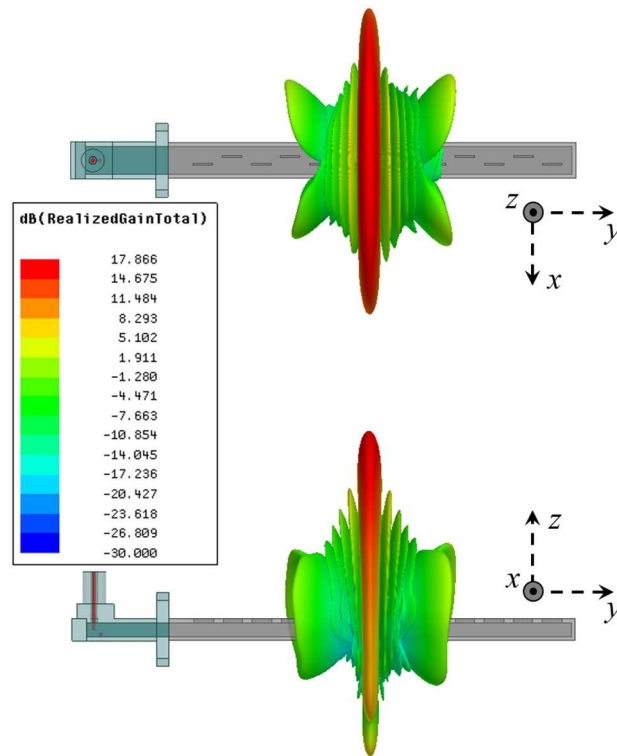 z
y
x
dB(RealizedGainTotal)
17.866
14.675
11.484
8.293
5.102
1.911
-1.280
-4.471
-7.663
-10.854
-14.045
-17.236
-20.427
-23.618
-26.809
-30.000
z
x
y